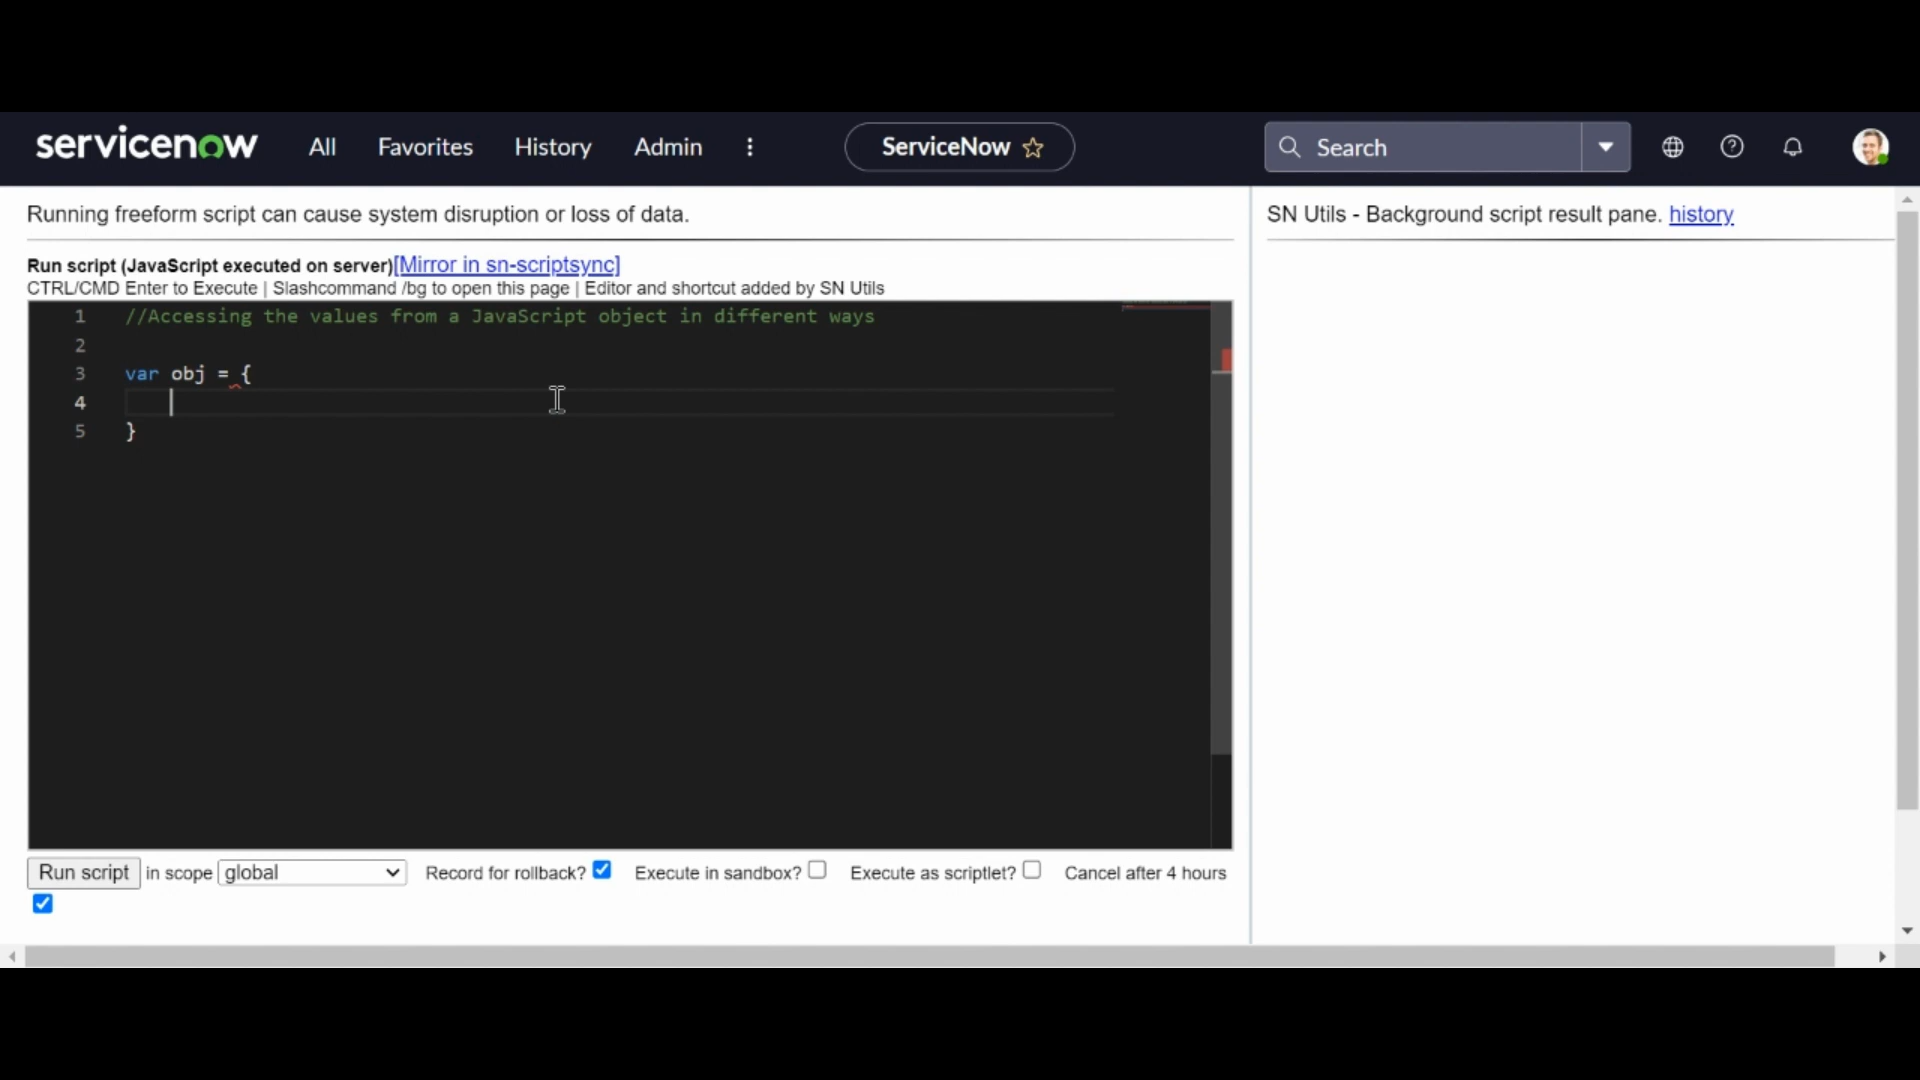 servicenow All Favorites History Admin ServiceNow Search
Running freeform script can cause system disruption or loss of data.
Run script (JavaScript executed on server)[Mirror in sn-scriptsync]
CTRL/CMD Enter to Execute | Slashcommand /bg to open this page | Editor and shortcut added by SN Utils
1 //Accessing the values from a JavaScript object in different ways
2
3 var obj = {
4
5 }
Run script in scope global Record for rollback? Execute in sandbox? Execute as scriptlet? Cancel after 4 hours
SN Utils - Background script result pane. history